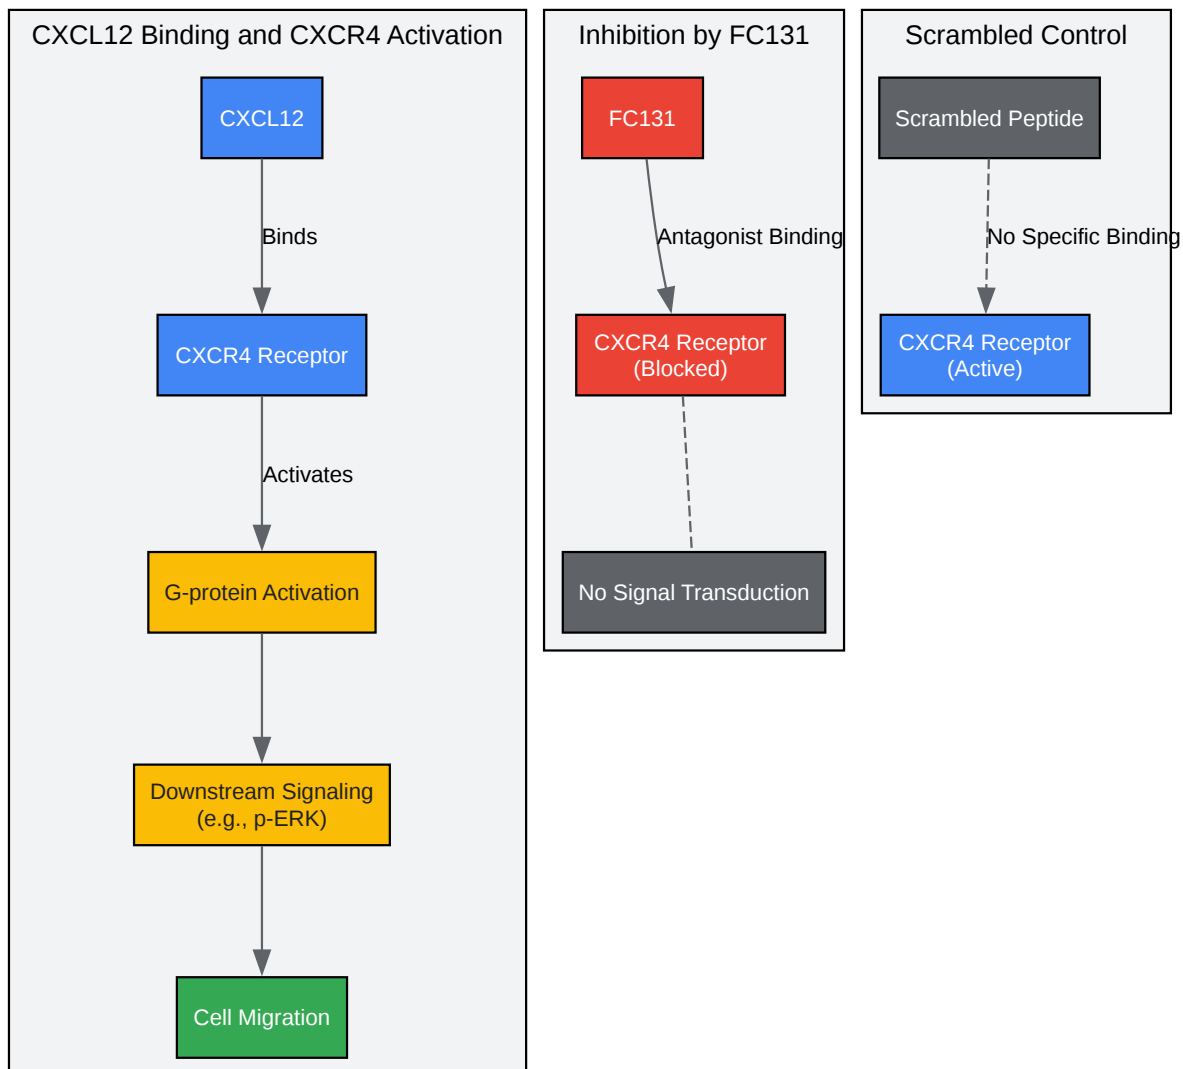 CXCL12 Binding and CXCR4 Activation
CXCL12
Binds
CXCR4 Receptor
Activates
G-protein Activation
Downstream Signaling
(e.g., p-ERK)
Cell Migration
Inhibition by FC131
FC131
Antagonist Binding
CXCR4 Receptor
(Blocked)
No Signal Transduction
Scrambled Control
Scrambled Peptide
No Specific Binding
CXCR4 Receptor
(Active)